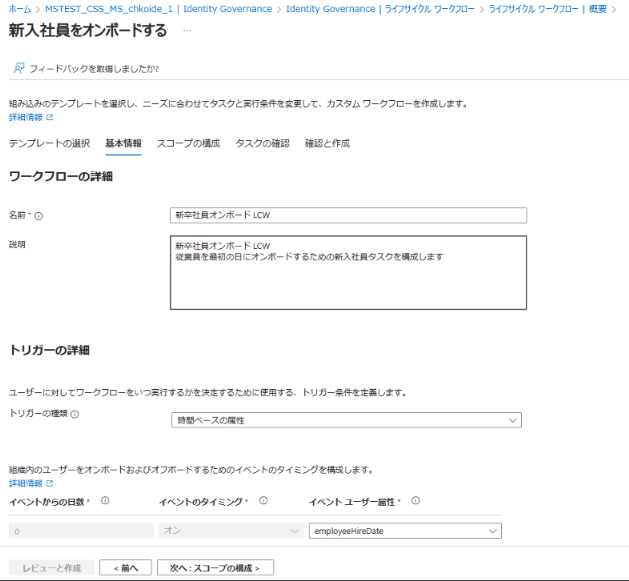 ホーム > MSTEST_CSS_MS_chkoide_1 | Identity Governance > Identity Governance | ライフサイクル ワークフロー > ライフサイクル ワークフロー | 概要 >
新入社員をオンボードする ...
フィードバックを取得しましたか?
組み込みのテンプレートを選択し、ニーズに合わせてタスクと実行条件を変更して、カスタム ワークフローを作成します。
詳細情報
テンプレートの選択 基本情報 スコープの構成 タスクの確認 確認と作成
ワークフローの詳細
名前 * 新卒社員オンボード LCW
説明 新卒社員オンボード LCW
従業員を最初の日にオンボードするための新入社員タスクを構成します
トリガーの詳細
ユーザーに対してワークフローをいつ実行するかを決定するために使用する、トリガー条件を定義します。
トリガーの種類 時間ベースの属性
組織内のユーザーをオンボードおよびオフボードするためのイベントのタイミングを構成します。
詳細情報
イベントからの日数 * イベントのタイミング * イベント ユーザー属性 *
0 オン employeeHireDate
レビューと作成 < 前へ 次へ : スコープの構成 >